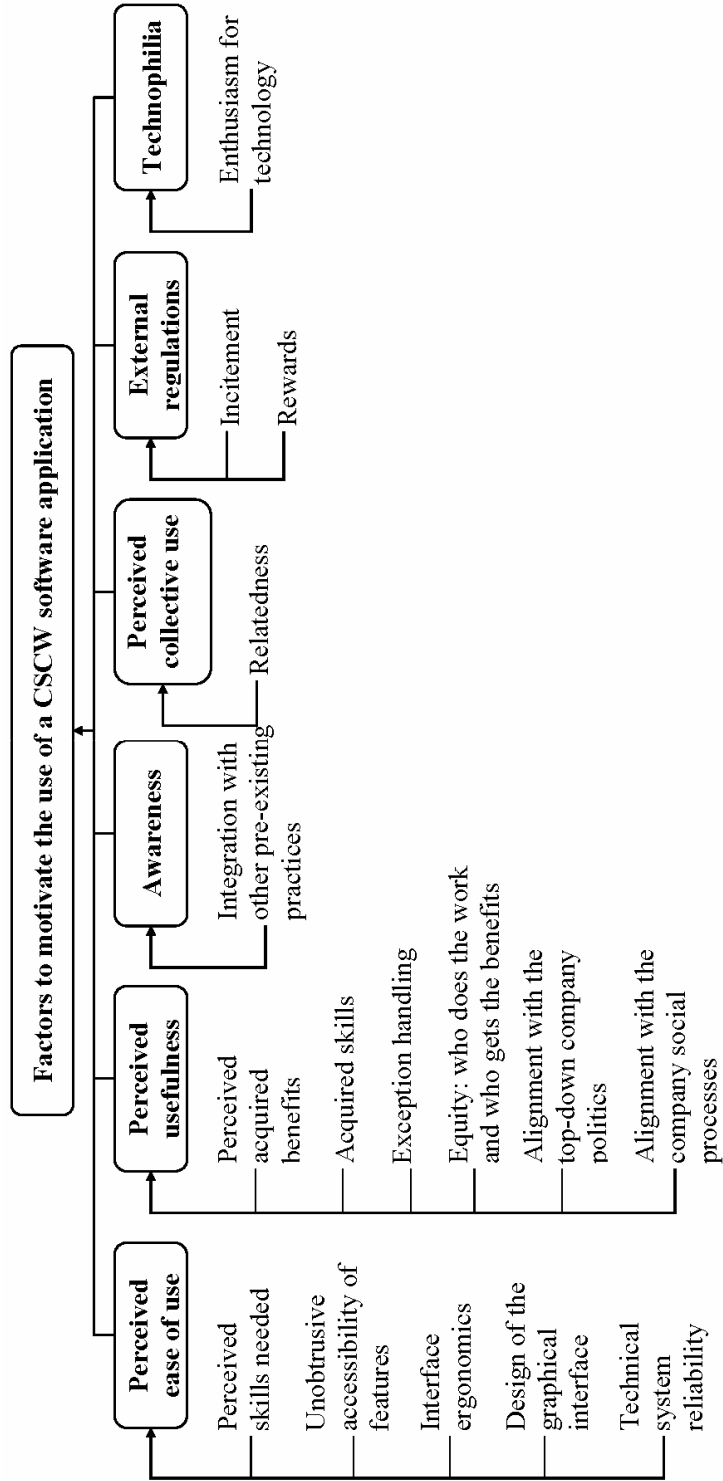 Factors to motivate the use of a CSCW software application
Perceived
ease of use
Perceived
skills needed
Unobtrusive
accessibility of
features
Interface
ergonomics
Design of the
graphical
interface
Technical
system
reliability
Perceived
usefulness
Perceived
acquired
benefits
Acquired skills
Exception handling
Equity: who does the work
and who gets the benefits
Alignment with the
top-down company
politics
Alignment with the
company social
processes
Awareness
Integration with
other pre-existing
practices
Perceived
collective use
Relatedness
External
regulations
Incitement
Rewards
Technophilia
Enthusiasm for
technology